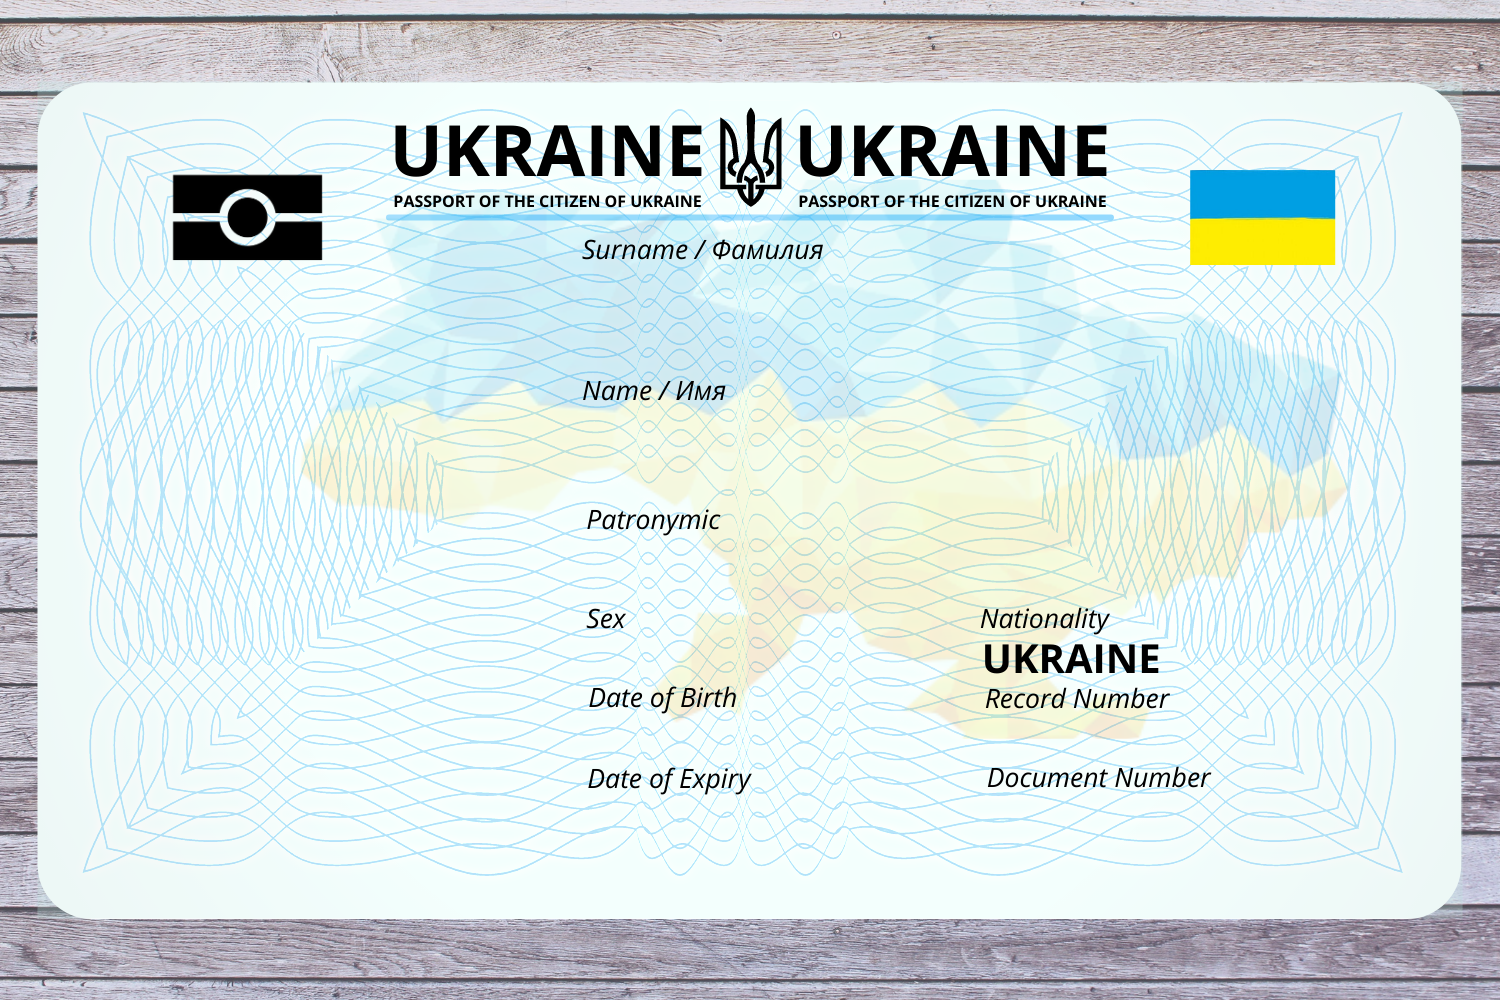 UKRAINE UKRAINE
PASSPORT OF THE CITIZEN OF UKRAINE PASSPORT OF THE CITIZEN OF UKRAINE
Surname / Фамилия
Name / Имя
Patronymic
Sex
Nationality
UKRAINE
Date of Birth
Record Number
Date of Expiry
Document Number